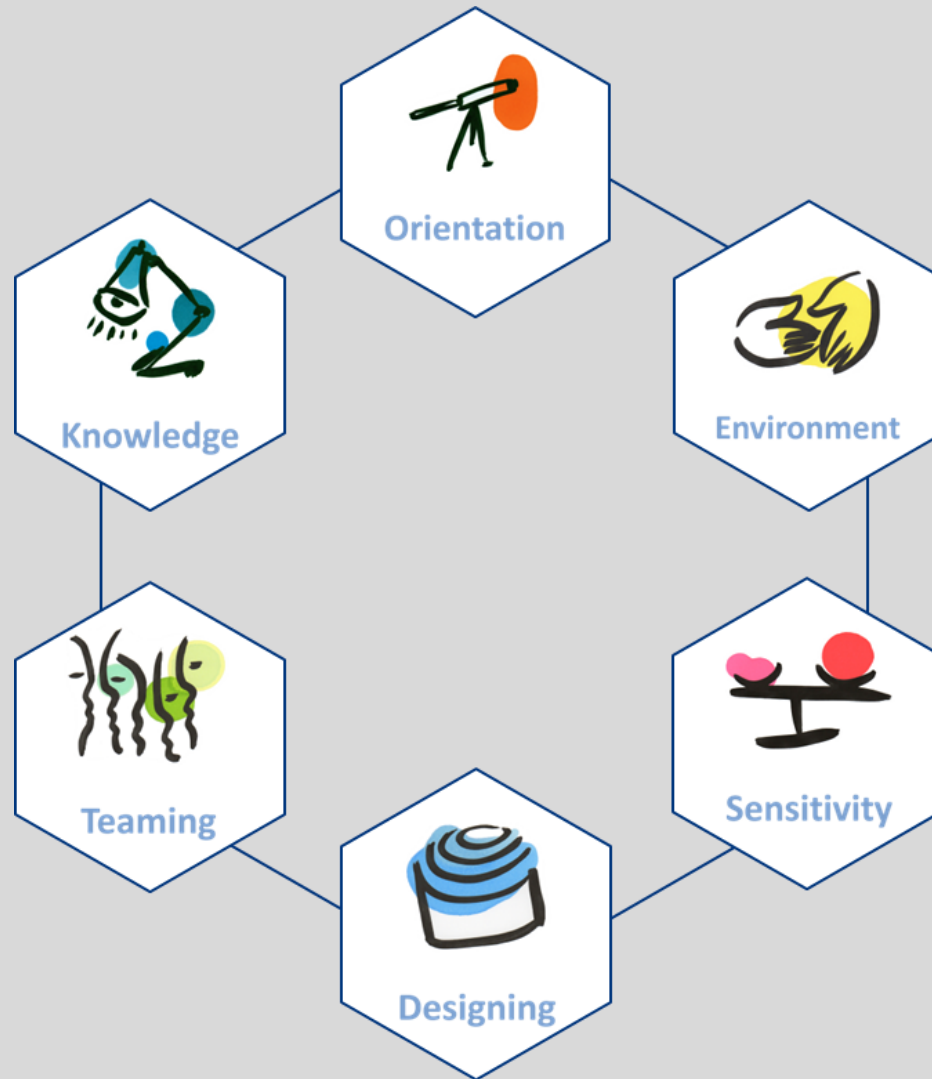 Orientation
Knowledge
Environment
Teaming
Sensitivity
Designing